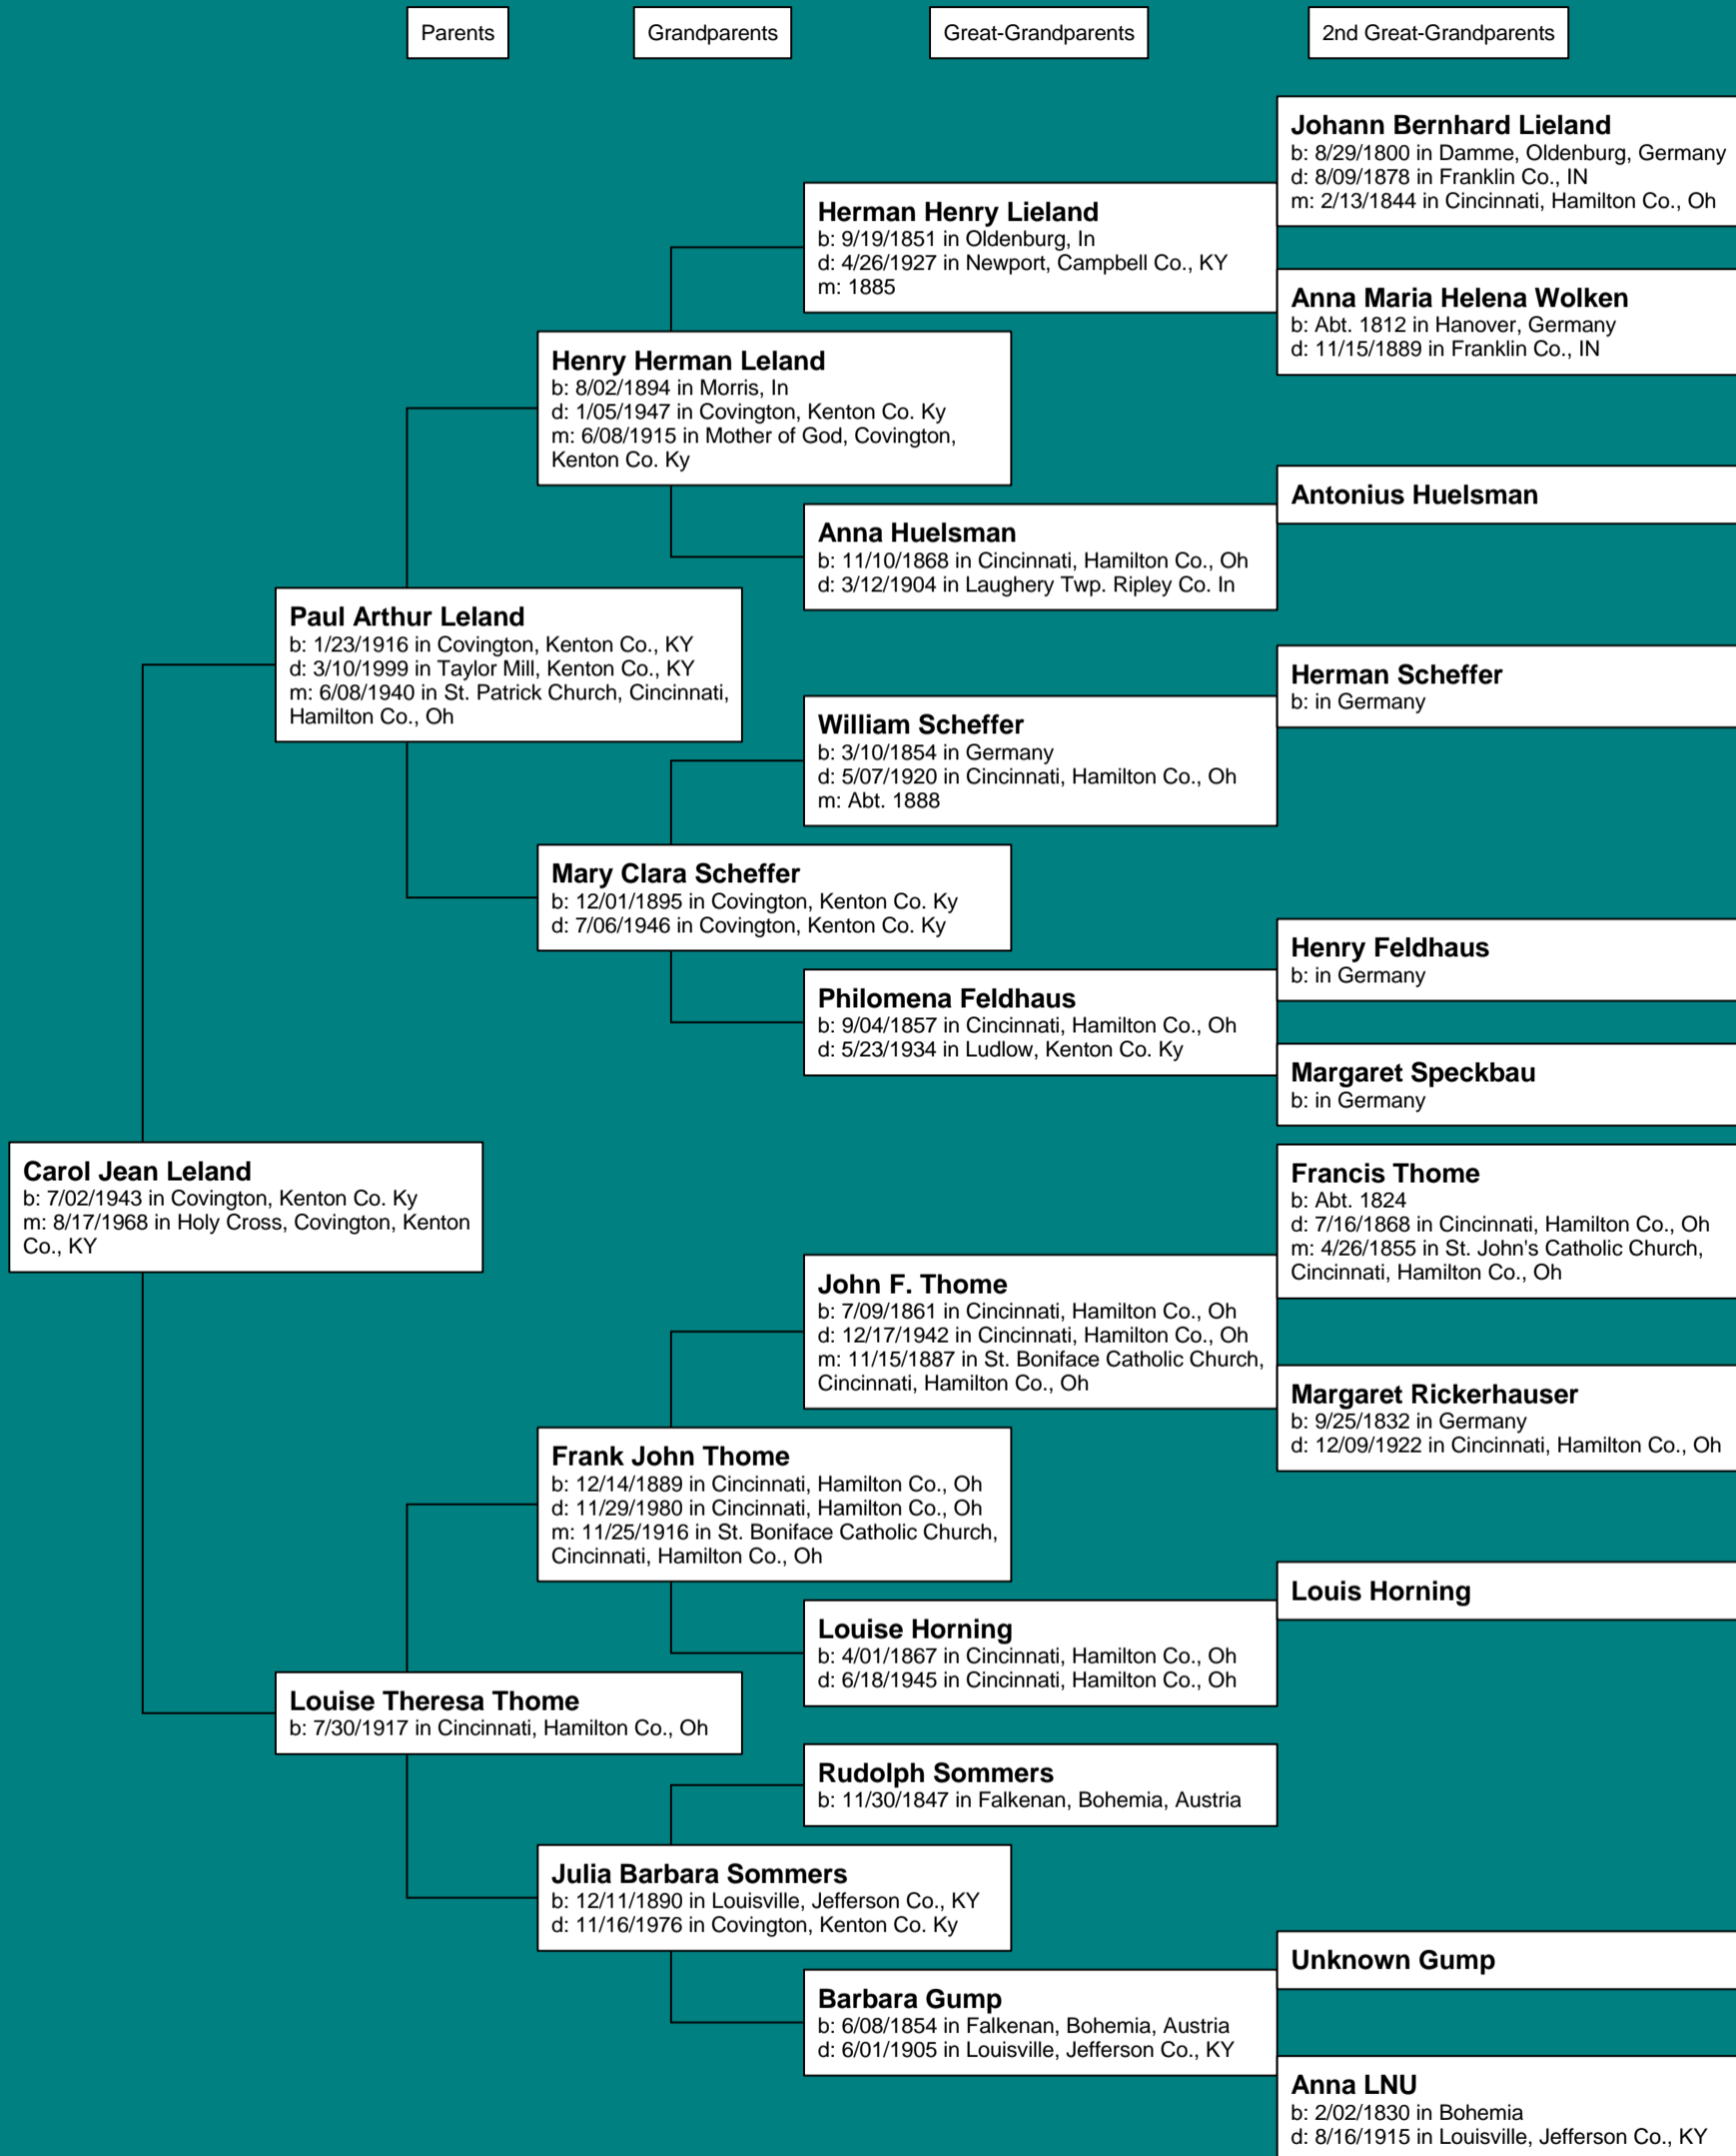 Parents
Grandparents
Great-Grandparents
2nd Great-Grandparents
Johann Bernhard Lieland
b: 8/29/1800 in Damme, Oldenburg, Germany
d: 8/09/1878 in Franklin Co., IN
m: 2/13/1844 in Cincinnati, Hamilton Co., Oh
Herman Henry Lieland
b: 9/19/1851 in Oldenburg, In
d: 4/26/1927 in Newport, Campbell Co., KY
m: 1885
Anna Maria Helena Wolken
b: Abt. 1812 in Hanover, Germany
d: 11/15/1889 in Franklin Co., IN
Henry Herman Leland
b: 8/02/1894 in Morris, In
d: 1/05/1947 in Covington, Kenton Co. Ky
m: 6/08/1915 in Mother of God, Covington,
Kenton Co. Ky
Antonius Huelsman
Anna Huelsman
b: 11/10/1868 in Cincinnati, Hamilton Co., Oh
d: 3/12/1904 in Laughery Twp. Ripley Co. In
Paul Arthur Leland
b: 1/23/1916 in Covington, Kenton Co., KY
d: 3/10/1999 in Taylor Mill, Kenton Co., KY
m: 6/08/1940 in St. Patrick Church, Cincinnati,
Hamilton Co., Oh
Herman Scheffer
b: in Germany
William Scheffer
b: 3/10/1854 in Germany
d: 5/07/1920 in Cincinnati, Hamilton Co., Oh
m: Abt. 1888
Mary Clara Scheffer
b: 12/01/1895 in Covington, Kenton Co. Ky
d: 7/06/1946 in Covington, Kenton Co. Ky
Henry Feldhaus
b: in Germany
Philomena Feldhaus
b: 9/04/1857 in Cincinnati, Hamilton Co., Oh
d: 5/23/1934 in Ludlow, Kenton Co. Ky
Margaret Speckbau
b: in Germany
Carol Jean Leland
b: 7/02/1943 in Covington, Kenton Co. Ky
m: 8/17/1968 in Holy Cross, Covington, Kenton
Co., KY
Francis Thome
b: Abt. 1824
d: 7/16/1868 in Cincinnati, Hamilton Co., Oh
m: 4/26/1855 in St. John's Catholic Church,
Cincinnati, Hamilton Co., Oh
John F. Thome
b: 7/09/1861 in Cincinnati, Hamilton Co., Oh
d: 12/17/1942 in Cincinnati, Hamilton Co., Oh
m: 11/15/1887 in St. Boniface Catholic Church,
Cincinnati, Hamilton Co., Oh
Margaret Rickerhauser
b: 9/25/1832 in Germany
d: 12/09/1922 in Cincinnati, Hamilton Co., Oh
Frank John Thome
b: 12/14/1889 in Cincinnati, Hamilton Co., Oh
d: 11/29/1980 in Cincinnati, Hamilton Co., Oh
m: 11/25/1916 in St. Boniface Catholic Church,
Cincinnati, Hamilton Co., Oh
Louis Horning
Louise Horning
b: 4/01/1867 in Cincinnati, Hamilton Co., Oh
d: 6/18/1945 in Cincinnati, Hamilton Co., Oh
Louise Theresa Thome
b: 7/30/1917 in Cincinnati, Hamilton Co., Oh
Rudolph Sommers
b: 11/30/1847 in Falkenan, Bohemia, Austria
Julia Barbara Sommers
b: 12/11/1890 in Louisville, Jefferson Co., KY
d: 11/16/1976 in Covington, Kenton Co. Ky
Unknown Gump
Barbara Gump
b: 6/08/1854 in Falkenan, Bohemia, Austria
d: 6/01/1905 in Louisville, Jefferson Co., KY
Anna LNU
b: 2/02/1830 in Bohemia
d: 8/16/1915 in Louisville, Jefferson Co., KY